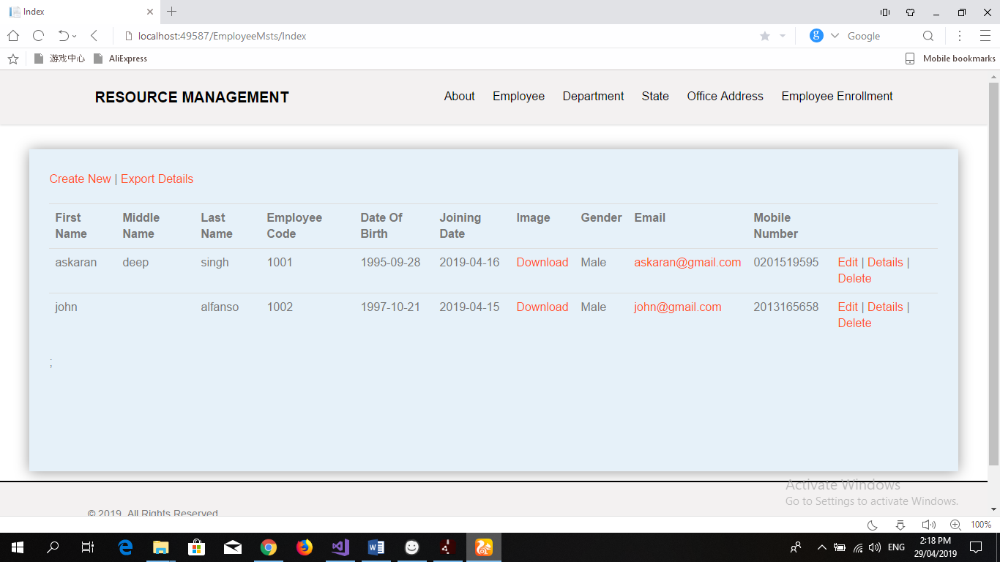 Index
localhost:49587/EmployeeMsts/Index
g Google
游戏中心 AliExpress Mobile bookmarks
RESOURCE MANAGEMENT About Employee Department State Office Address Employee Enrollment
Create New | Export Details
First Name Middle Name Last Name Employee Code Date Of Birth Joining Date Image Gender Email Mobile Number
askaran deep singh 1001 1995-09-28 2019-04-16 Download Male askaran@gmail.com 0201519595 Edit | Details |
Delete
john alfanso 1002 1997-10-21 2019-04-15 Download Male john@gmail.com 2013165658 Edit | Details |
Delete
;
Activate Windows
Go to Settings to activate Windows.
© 2019 All Rights Reserved
100%
ENG
2:18 PM
29/04/2019